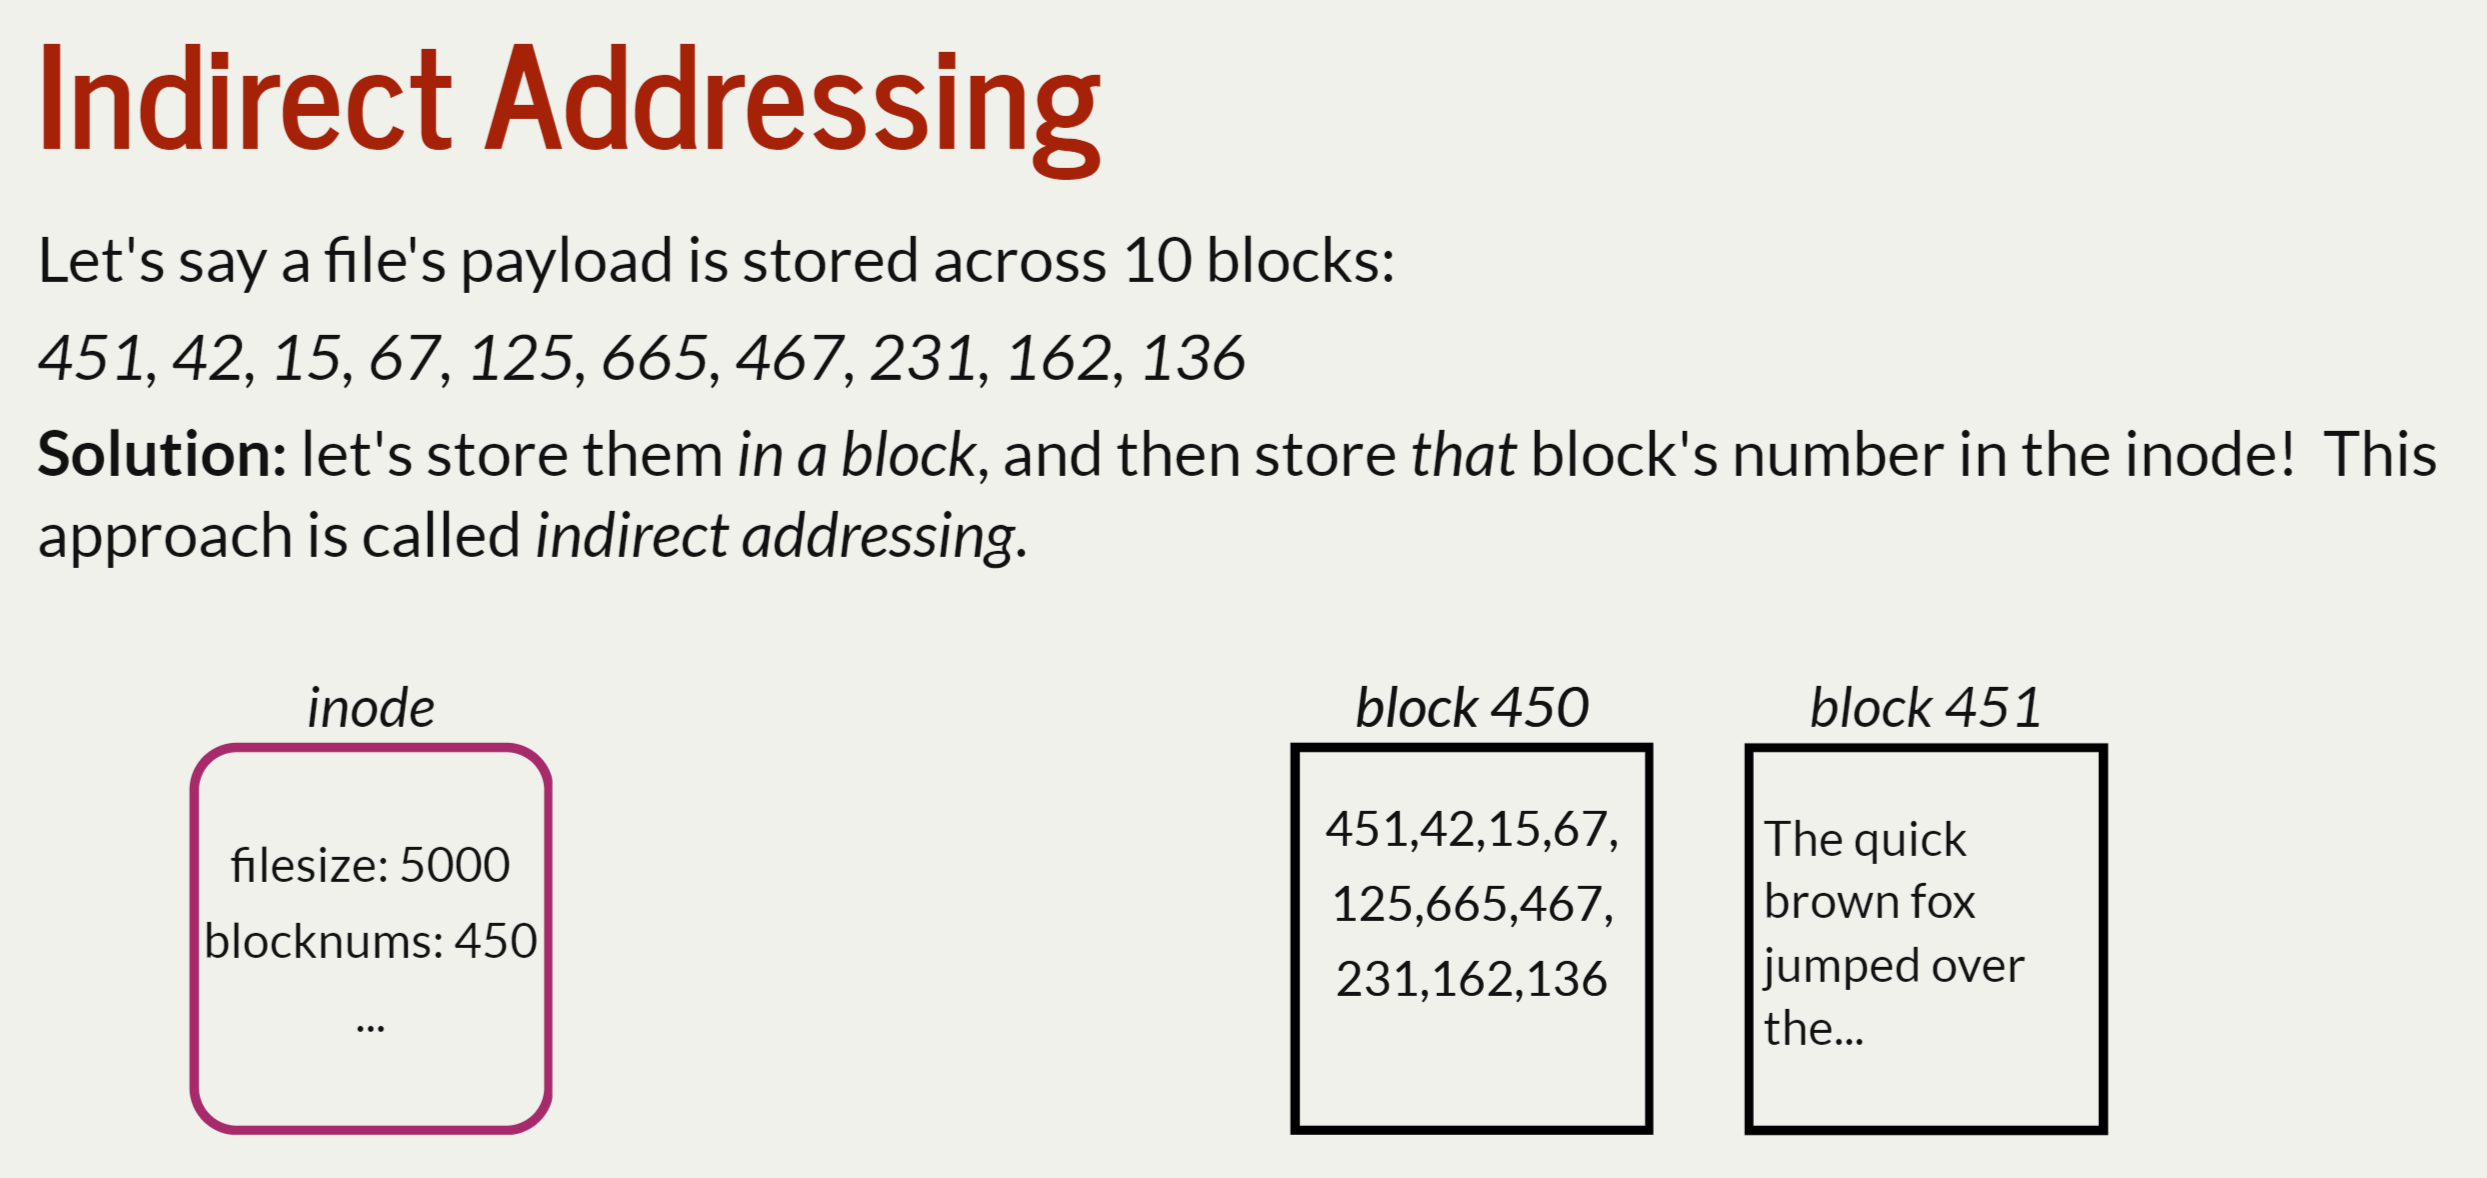 Indirect Addressing
Let's say a file's payload is stored across 10 blocks:
451, 42, 15, 67, 125, 665, 467, 231, 162, 136
Solution: let's store them in a block, and then store that block's number in the inode!  This
approach is called indirect addressing.
inode
filesize: 5000
blocknums: 450
...
block 450
451,42,15,67,
125,665,467,
231,162,136
block 451
The quick
brown fox
jumped over
the...